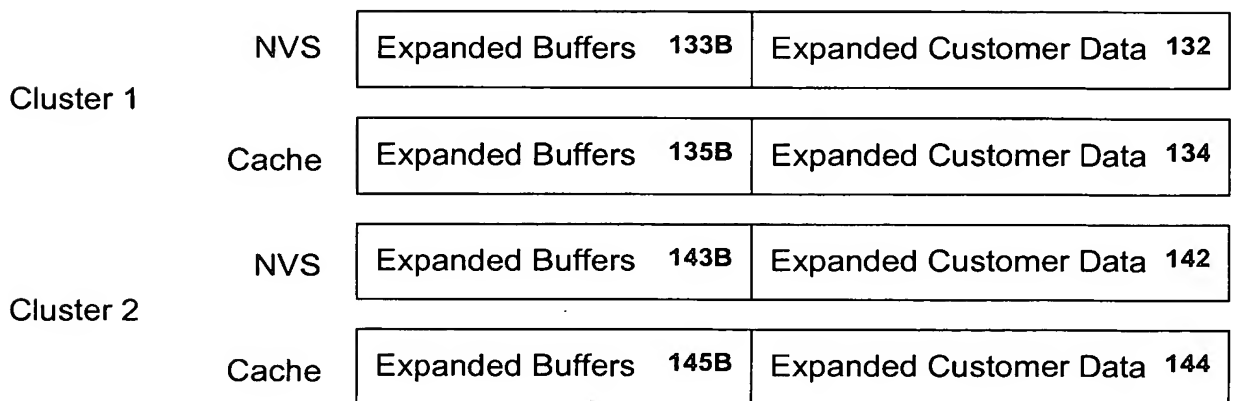 NVS Expanded Buffers 133B Expanded Customer Data 132
Cluster 1
Cache Expanded Buffers 135B Expanded Customer Data 134
NVS Expanded Buffers 143B Expanded Customer Data 142
Cluster 2
Cache Expanded Buffers 145B Expanded Customer Data 144